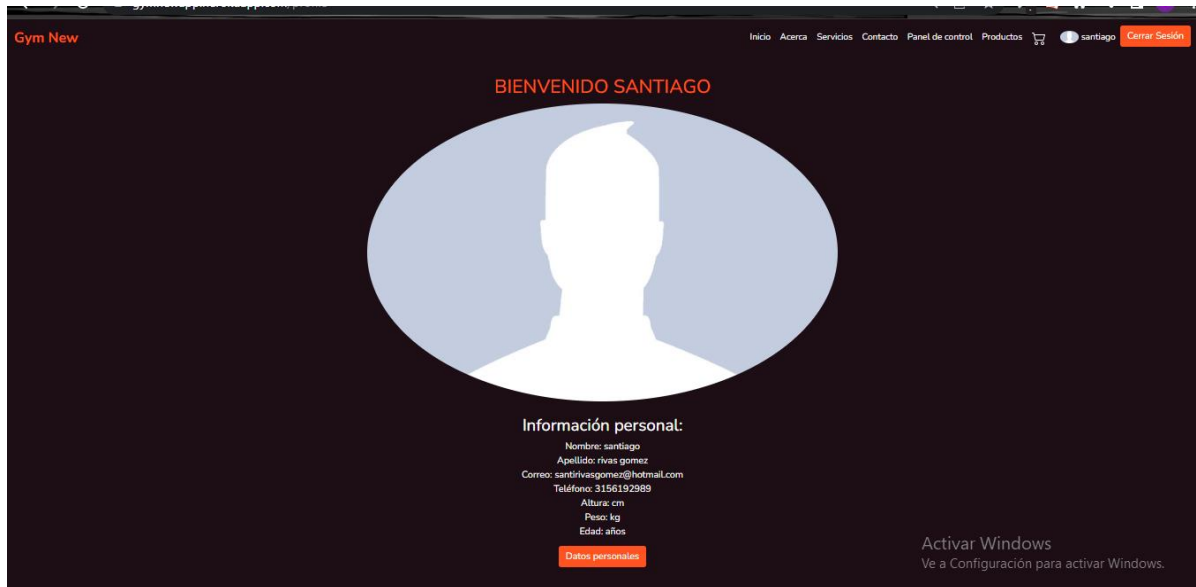 Gym New
Inicio Acerca Servicios Contacto Panel de control Productos santiago Cerrar Sesión
BIENVENIDO SANTIAGO
Información personal:
Nombre: santiago
Apellido: rivas gomez
Correo: santirivasgomez@hotmail.com
Teléfono: 3156192989
Altura: cm
Peso: kg
Edad: años
Datos personales
Activar Windows
Ve a Configuración para activar Windows.